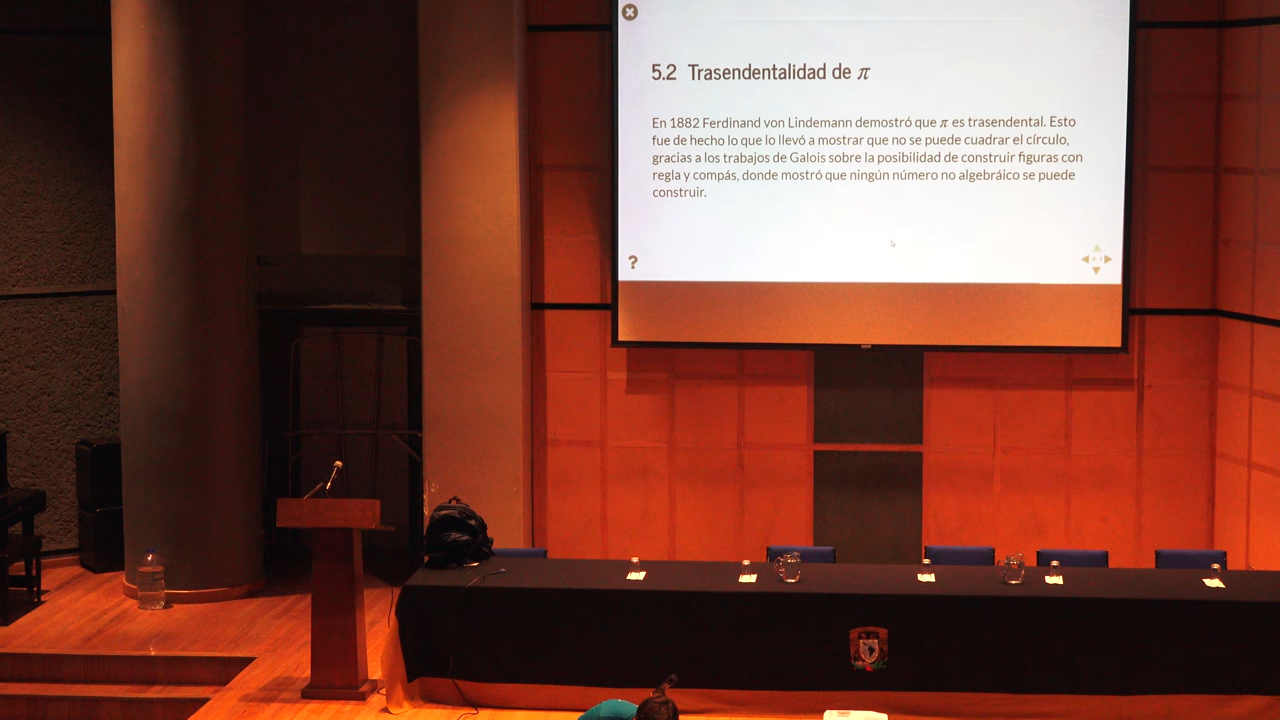 5.2 Trasendentalidad de π
En 1882 Ferdinand von Lindemann demostró que π es trasendental. Esto
fue de hecho lo que lo llevó a mostrar que no se puede cuadrar el círculo,
gracias a los trabajos de Galois sobre la posibilidad de construir figuras con
regla y compás, donde mostró que ningún número no algebráico se puede
construir.
?